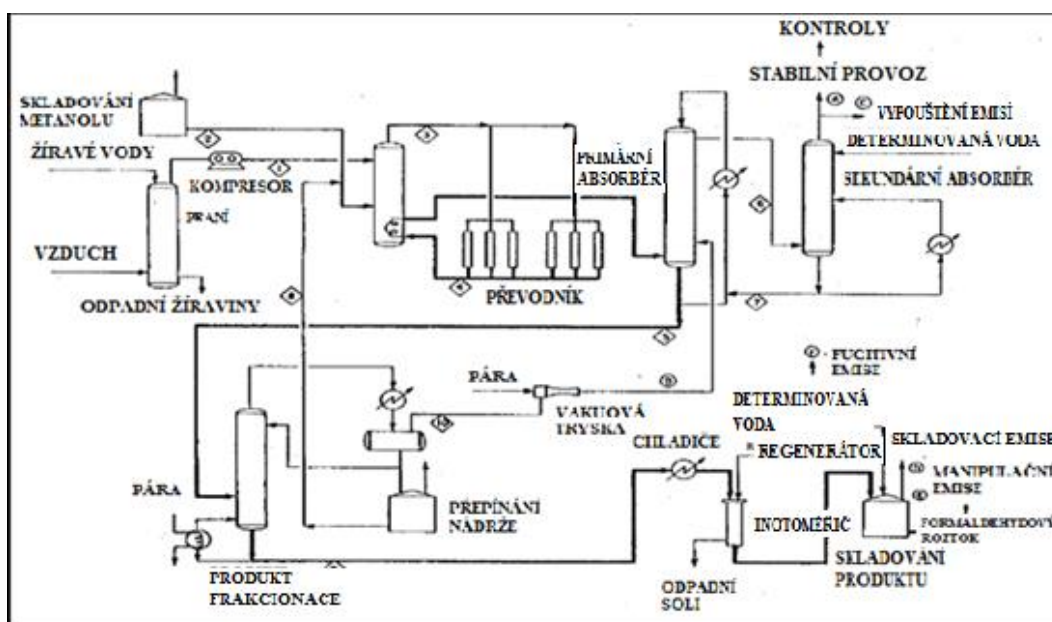 KONTROLY
STABILNÍ PROVOZ
VYPOUŠTĚNÍ EMISÍ
DETERMINOVANÁ VODA
SEKUNDÁRNÍ ABSORBÉR
SKLADOVÁNÍ
METANOLU
ŽÍRAVÉ VODY
KOMPRESOR
PRANÍ
VZDUCH
ODPADNÍ ŽÍRAVINY
PRIMÁRNÍ
ABSORBÉR
PŘEVODNÍK
FUGITIVNÍ
EMISE
PÁRA
VAKUOVÁ
TRYSKA
DETERMINOVANÁ
VODA
REGENERÁTOR
CHLADIČE
SKLADOVACÍ EMISE
MANIPULAČNÍ
EMISE
FORMALDEHYDOVÝ
ROZTOK
PÁRA
PŘEPÍNÁNÍ
NÁDRŽE
INOTOMĚRIČ
SKLADOVÁNÍ
PRODUKTU
ODPADNÍ
SOLI
PRODUKT
FRAKCIONACE